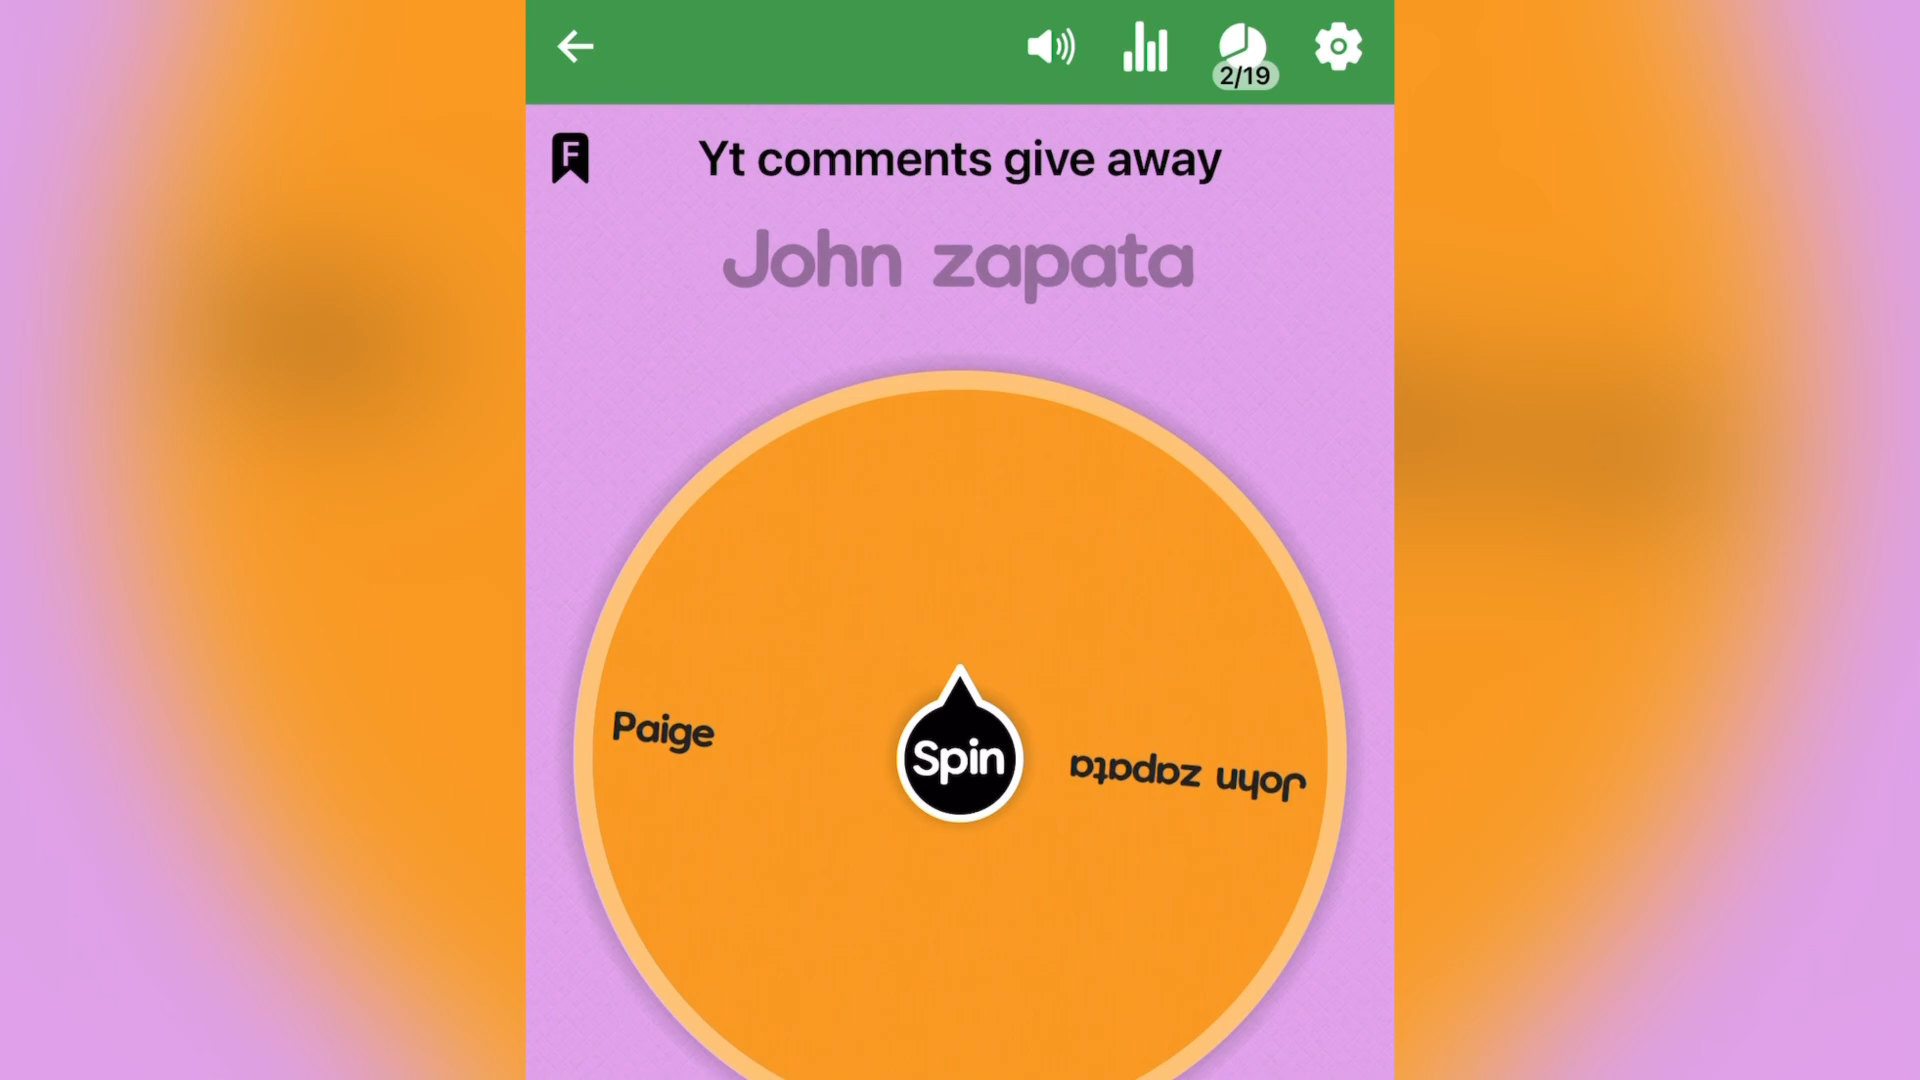 2/19
F
Yt comments give away
John zapata
Paige
Spin
John zapata